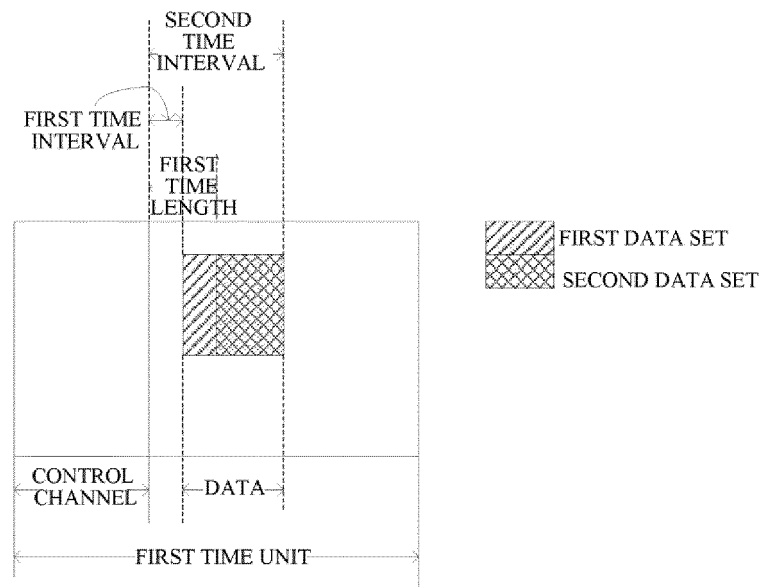 SECOND
TIME
INTERVAL
FIRST TIME
INTERVAL
FIRST
TIME
LENGTH
FIRST DATA SET
SECOND DATA SET
CONTROL
CHANNEL
DATA
FIRST TIME UNIT